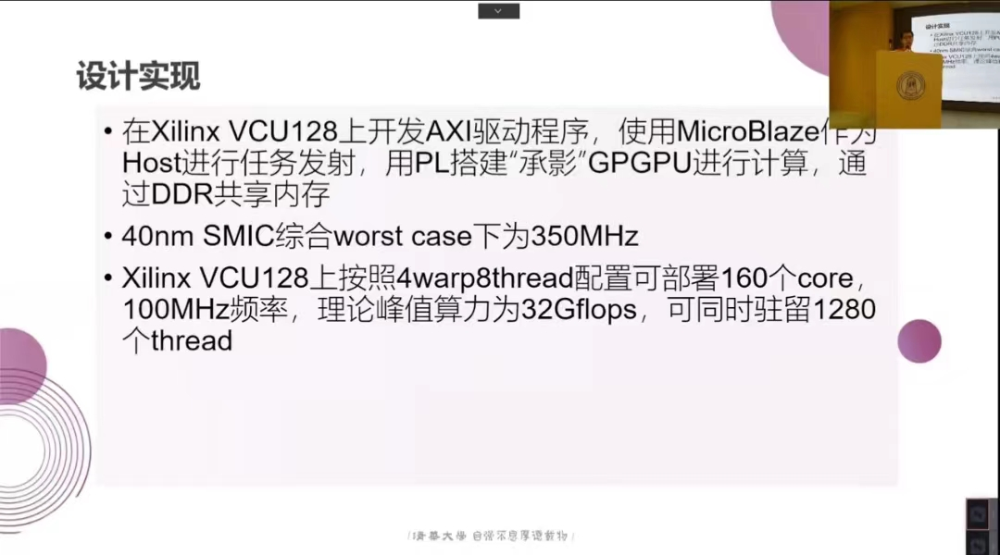 设计实现
• 在Xilinx VCU128上开发AXI驱动程序，使用MicroBlaze作为
Host进行任务发射，用PL搭建“承影”GPGPU进行计算，通
过DDR共享内存
• 40nm SMIC综合worst case下为350MHz
• Xilinx VCU128上按照4warp8thread配置可部署160个core，
100MHz频率，理论峰值算力为32Gflops，可同时驻留1280
个thread
清华大学 自强不息厚德载物
设计实现